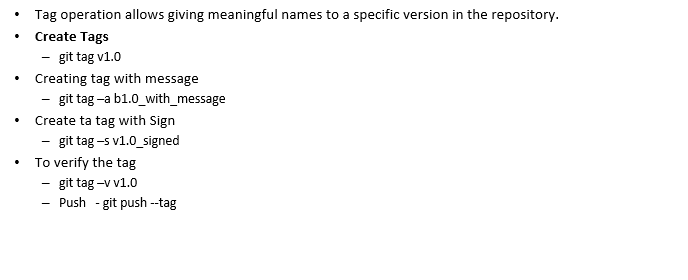 • Tag operation allows giving meaningful names to a specific version in the repository.
• Create Tags
– git tag v1.0
• Creating tag with message
– git tag –a b1.0_with_message
• Create ta tag with Sign
– git tag –s v1.0_signed
• To verify the tag
– git tag –v v1.0
– Push - git push --tag